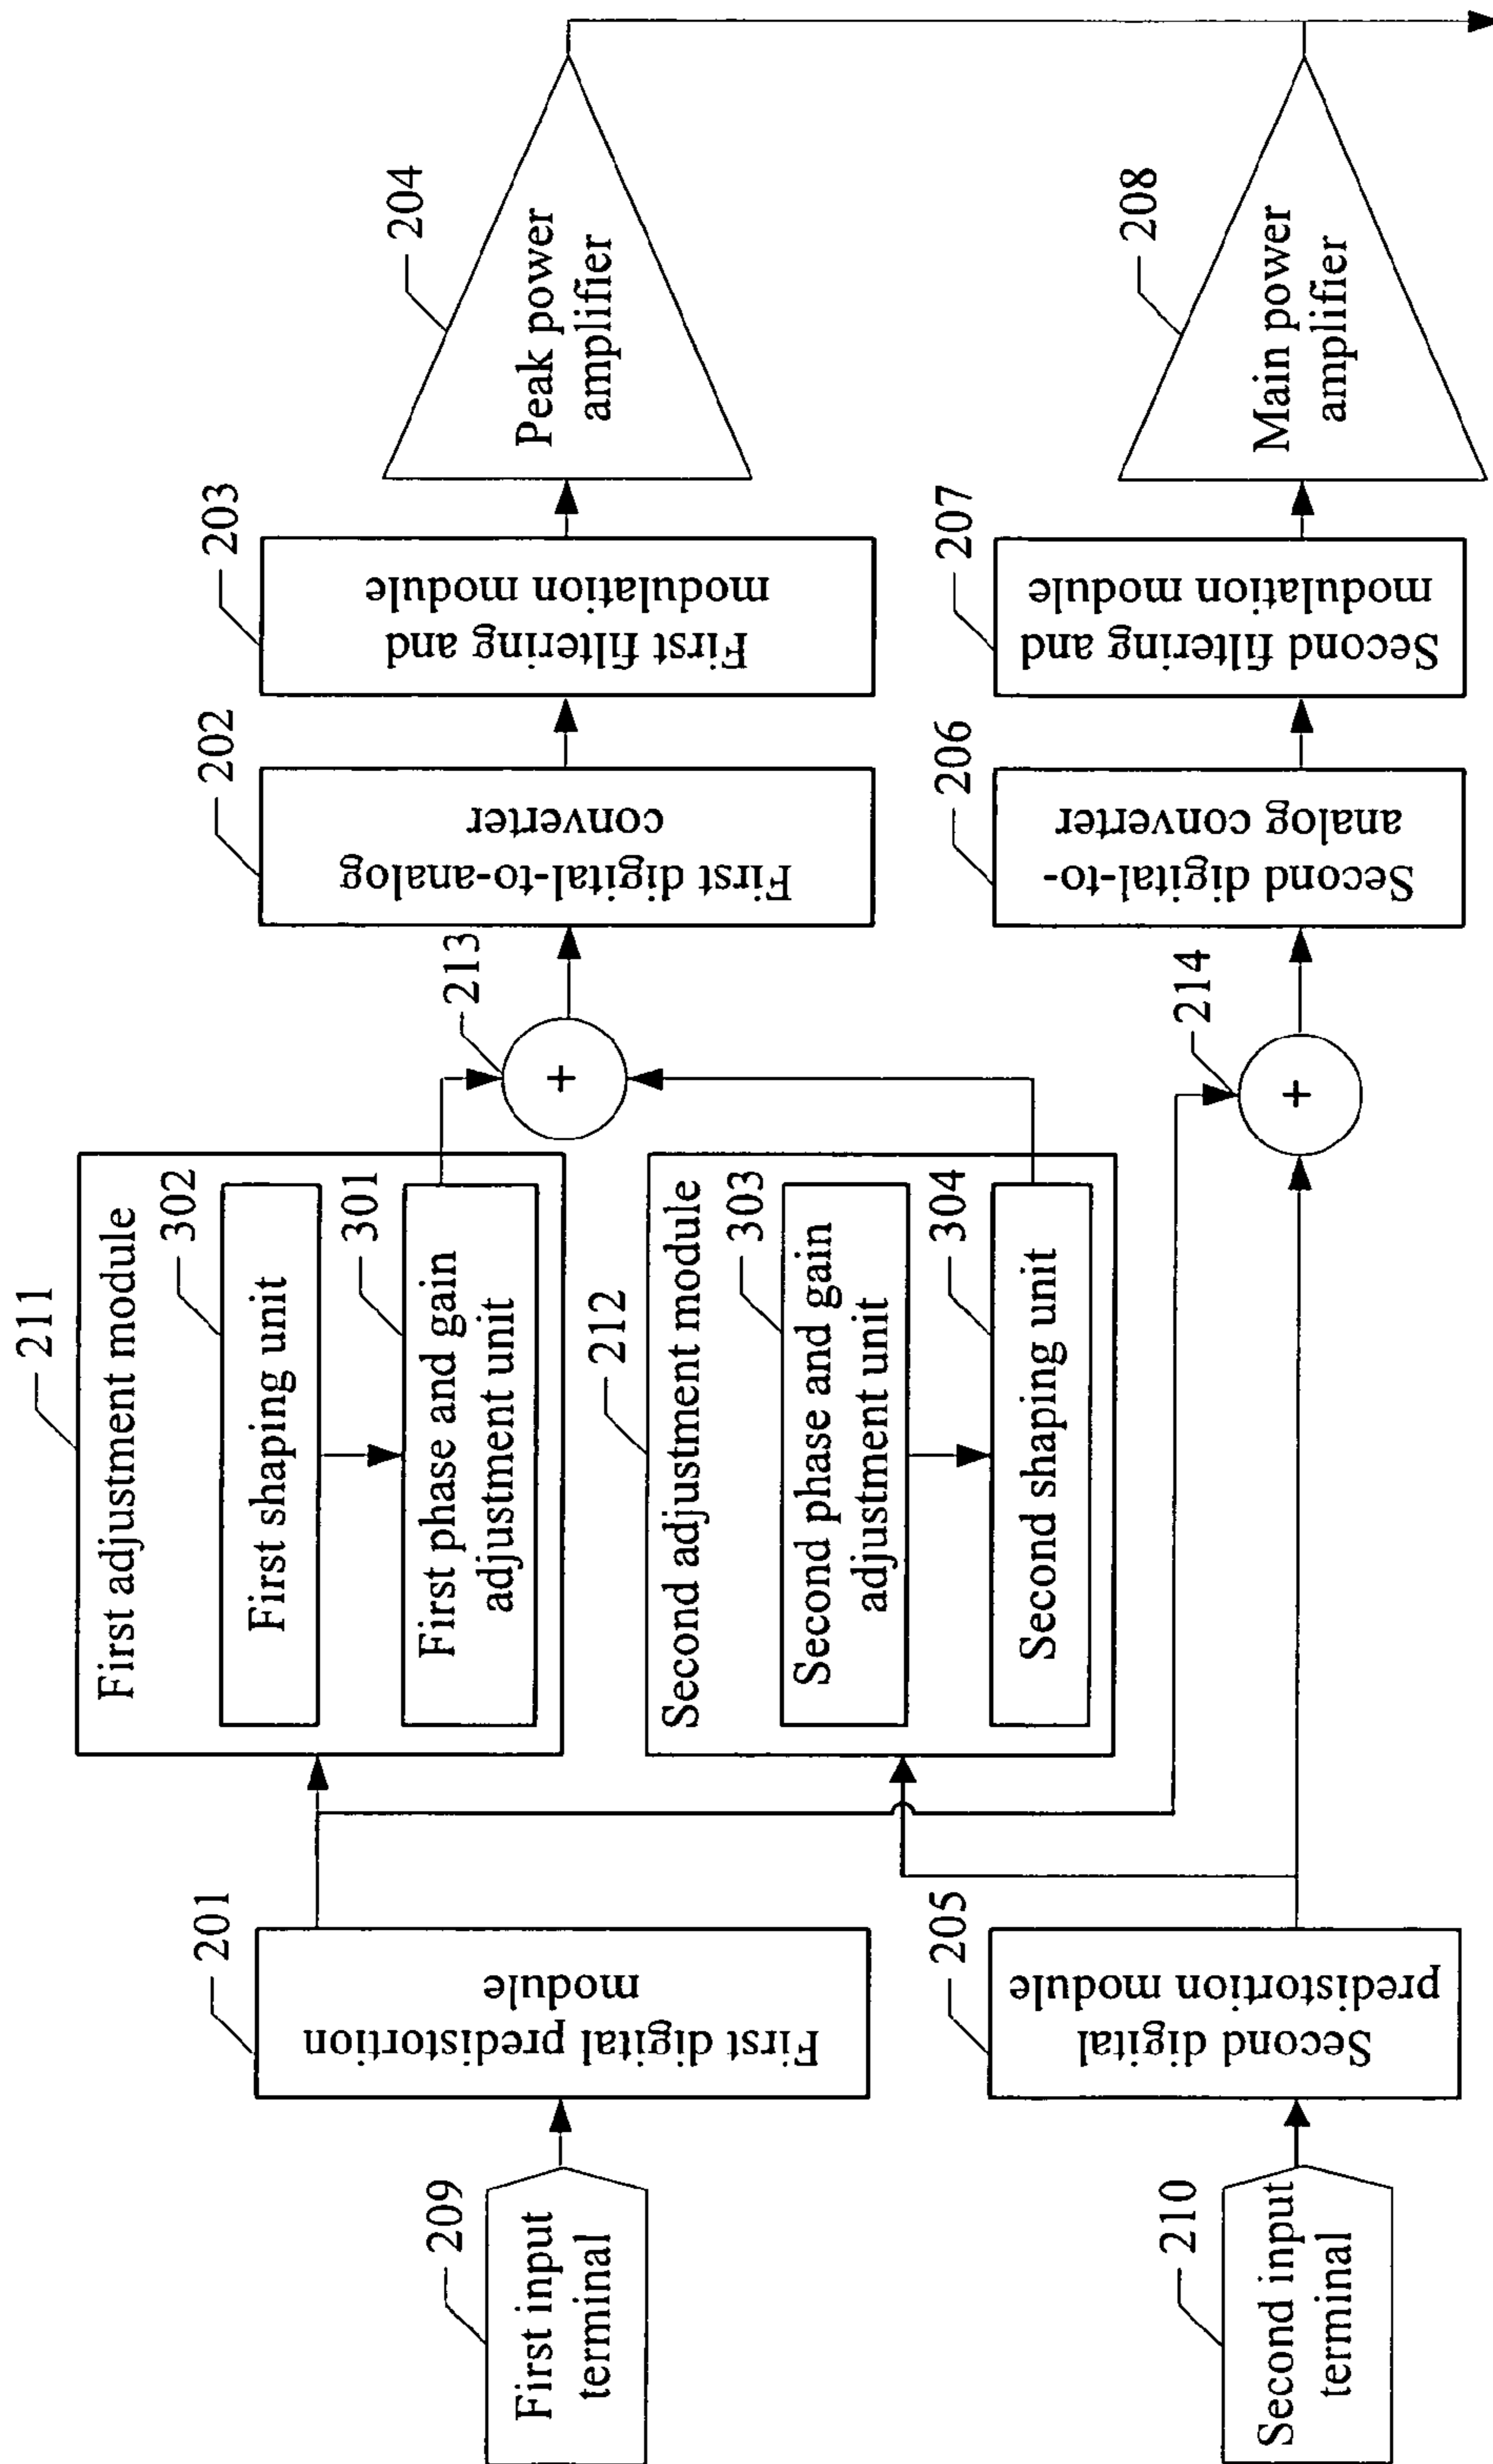 209
First input
terminal
201
First digital predistortion
module
211
First adjustment module
302
First shaping unit
301
First phase and gain
adjustment unit
213
+
202
First digital-to-analog
converter
203
First filtering and
modulation module
204
Peak power
amplifier
212
Second adjustment module
303
Second phase and gain
adjustment unit
304
Second shaping unit
210
Second input
terminal
205
Second digital
predistortion module
214
+
206
Second digital-to-
analog converter
207
Second filtering and
modulation module
208
Main power
amplifier